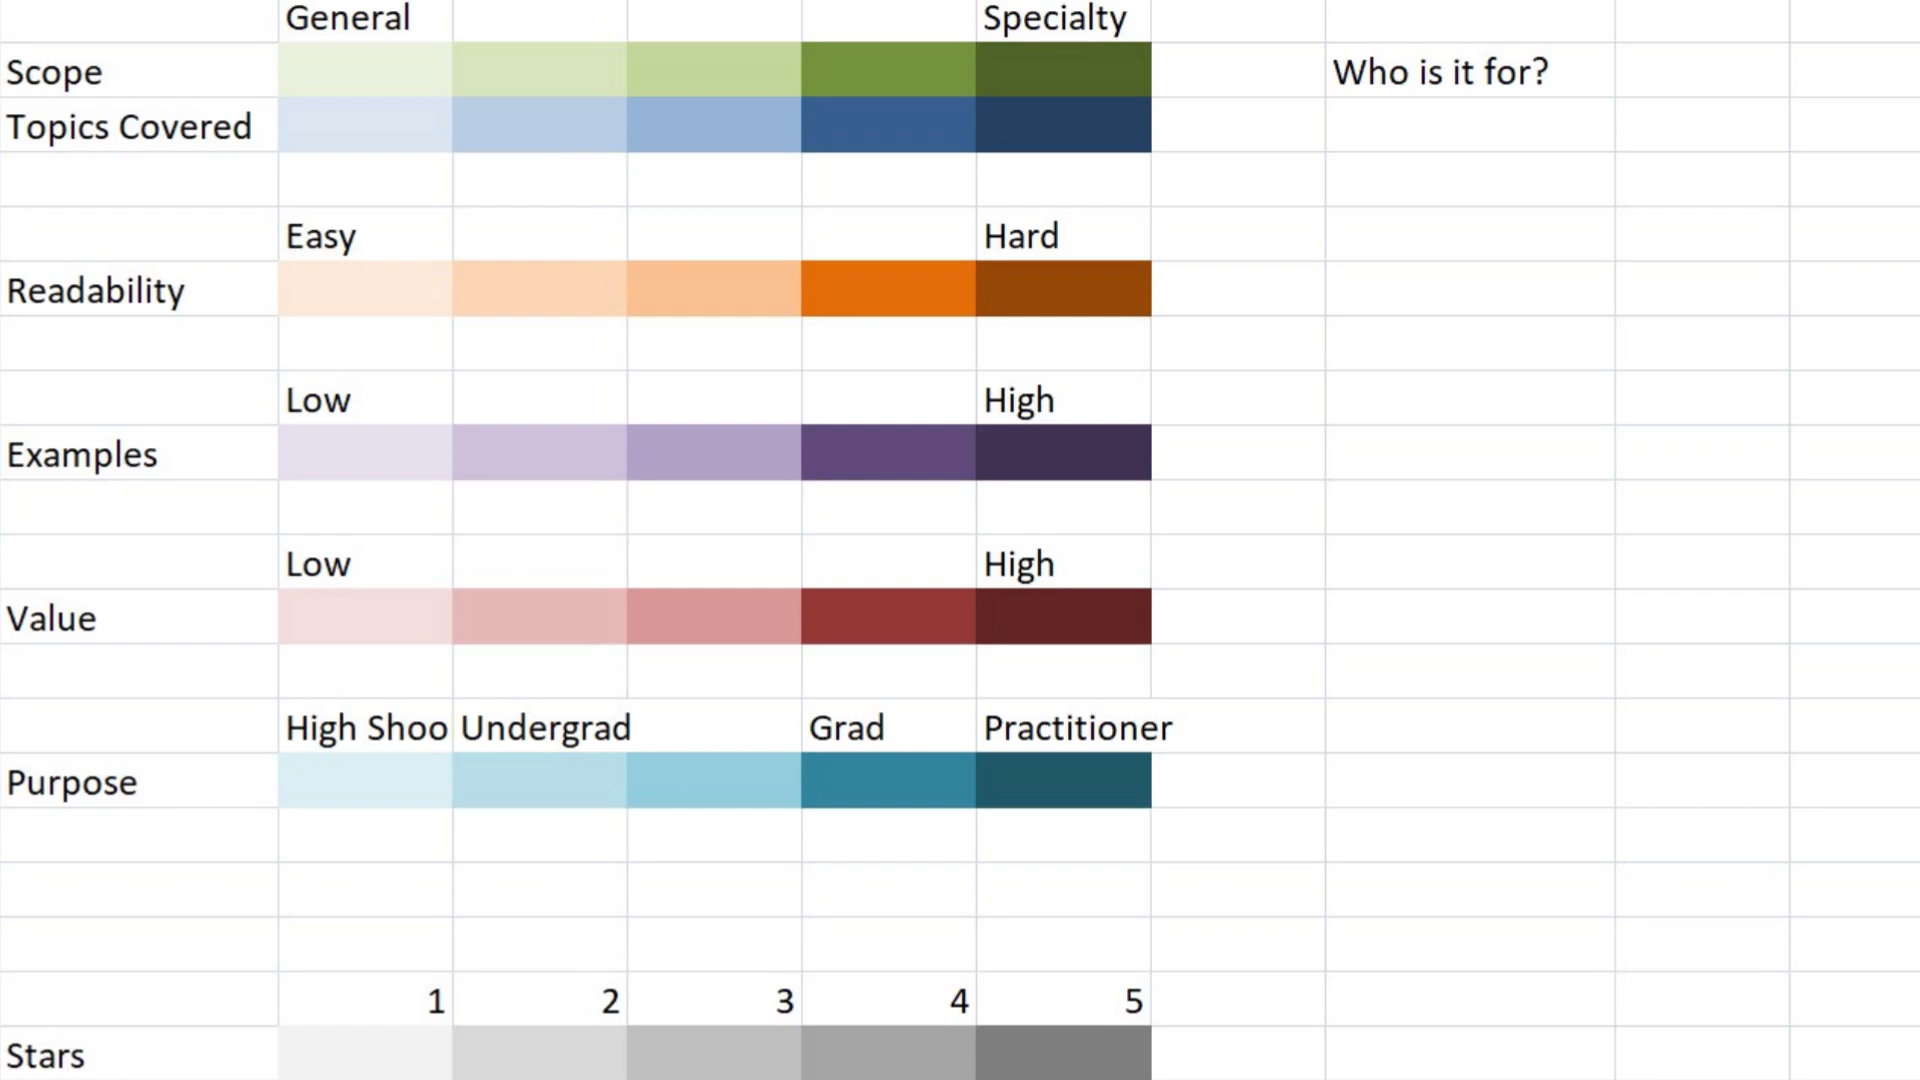 General Specialty
Scope Who is it for?
Topics Covered
Easy Hard
Readability
Low High
Examples
Low High
Value
High Shoo Undergrad Grad Practitioner
Purpose
1 2 3 4 5
Stars